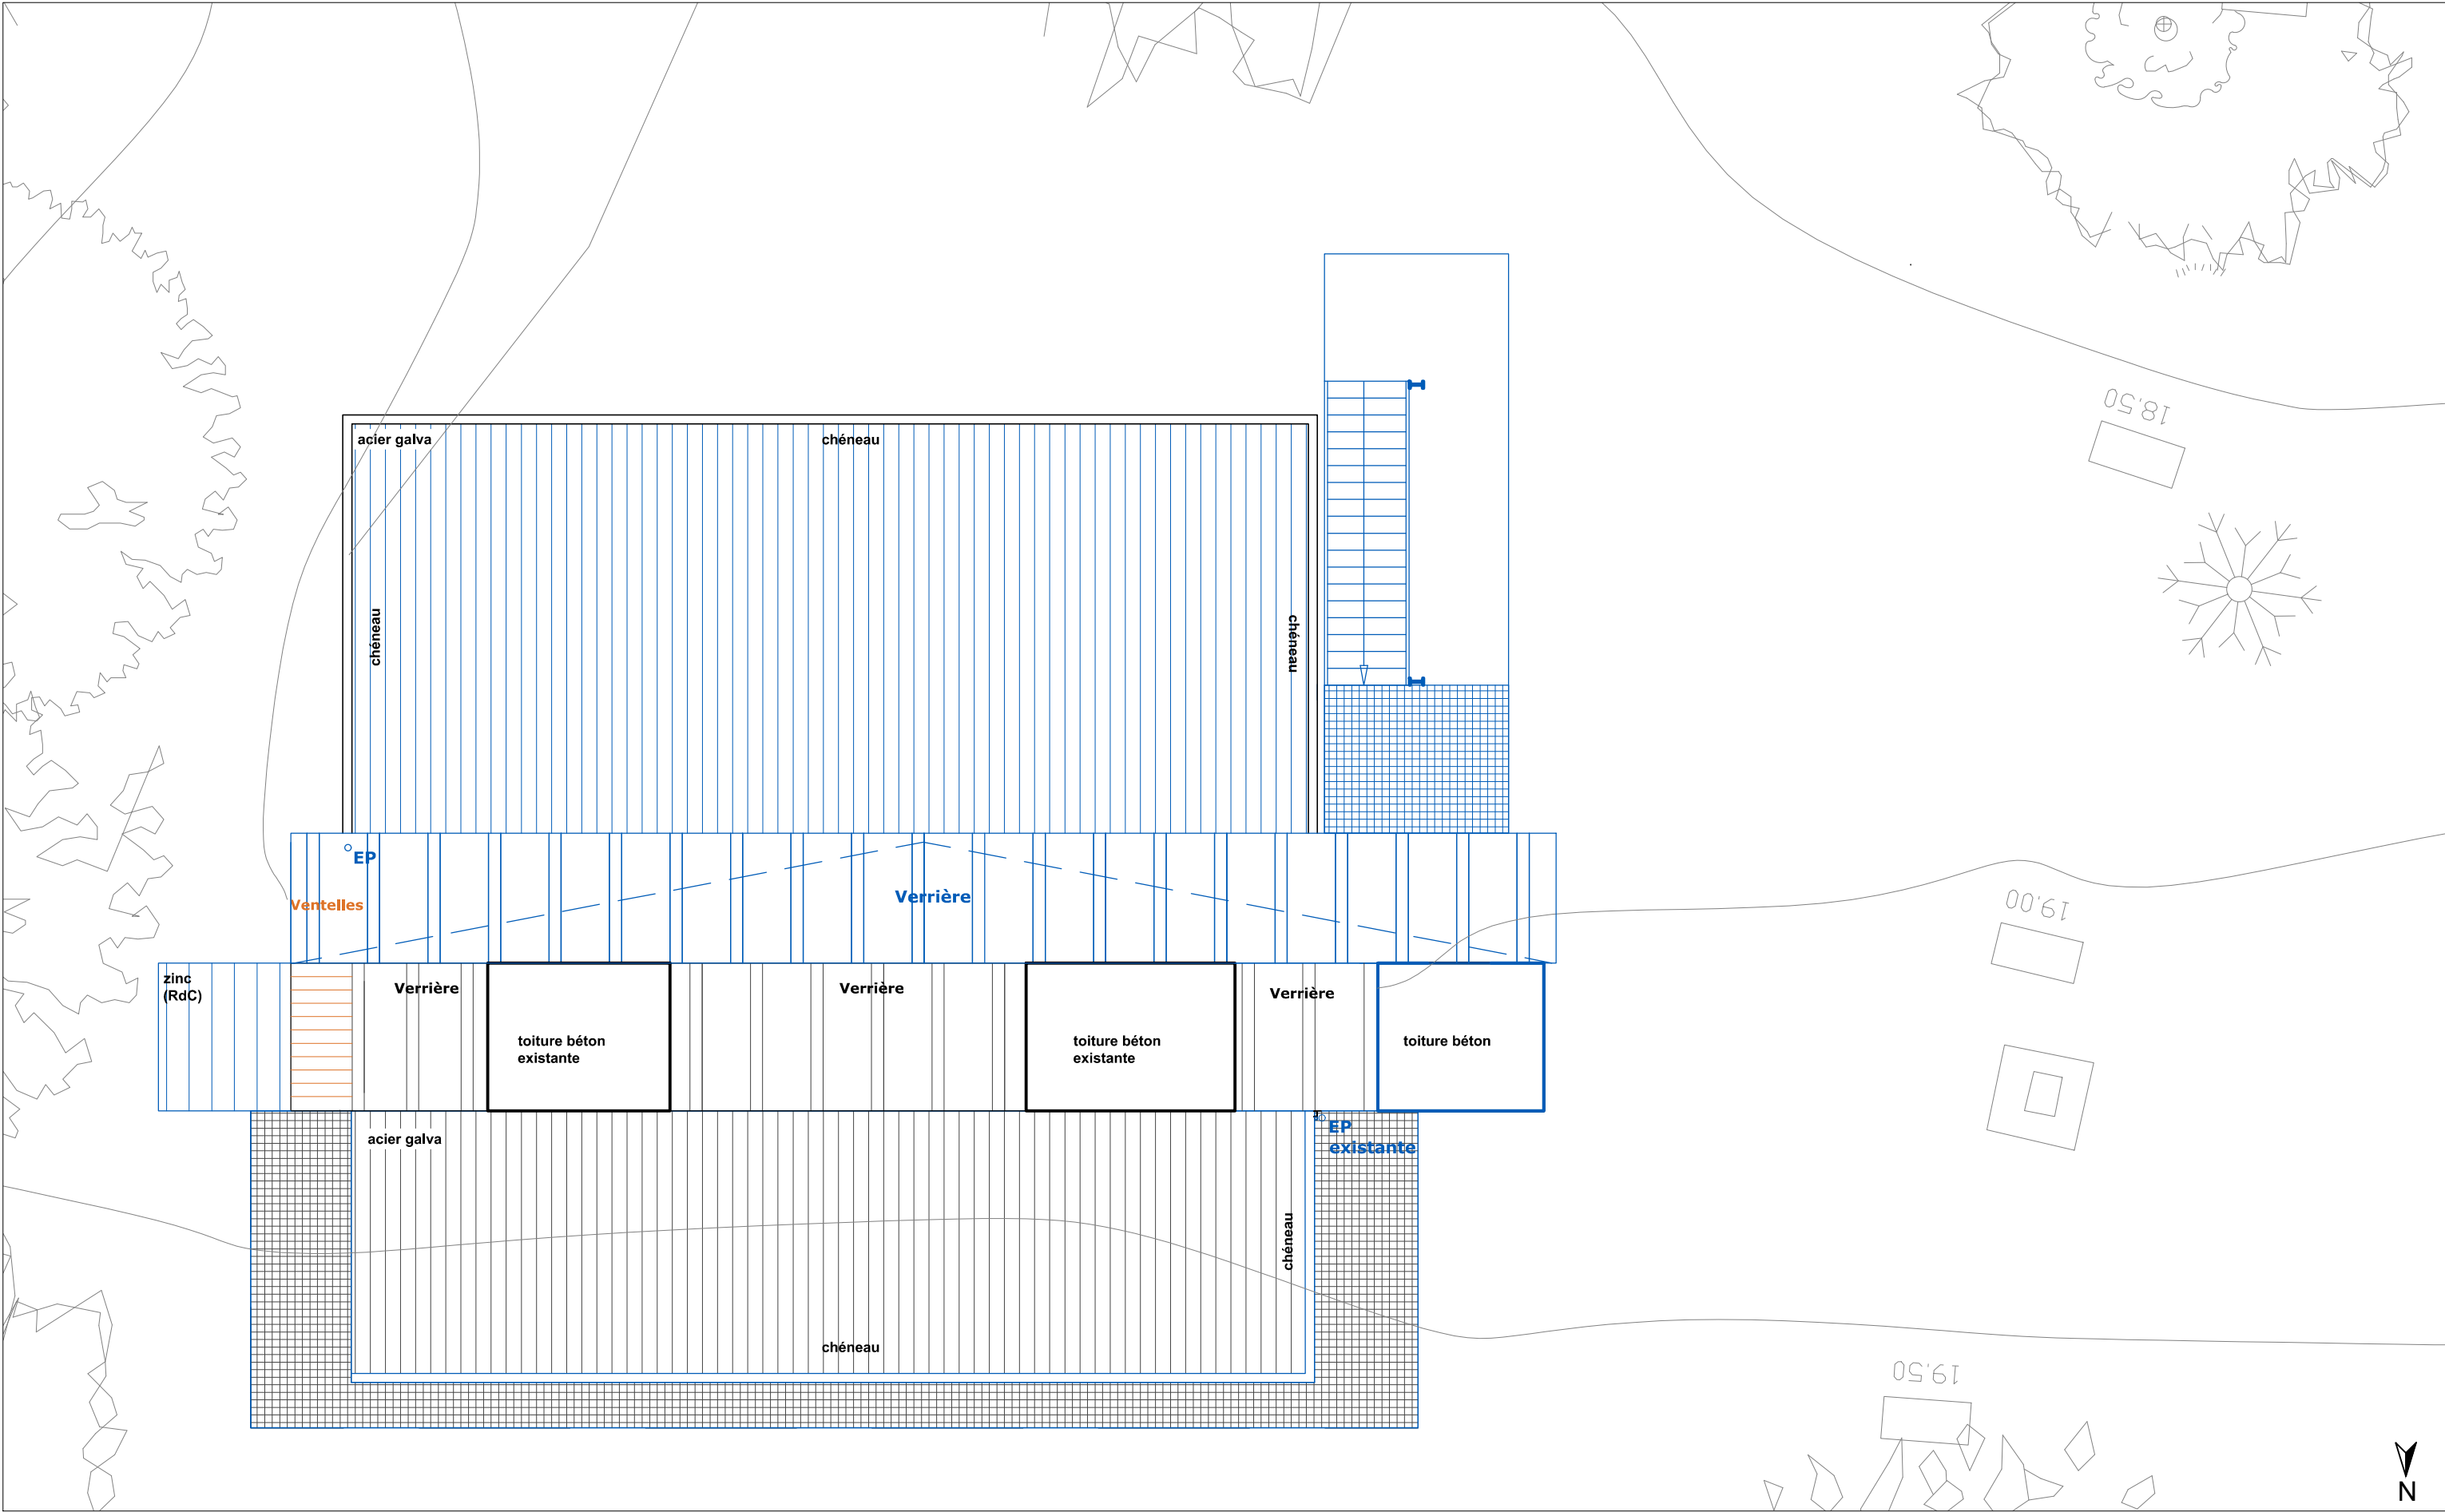 18,50
acier galva
chéneau
chéneau
chéneau
EP
Verrière
Ventelles
19,00
zinc
(RdC)
Verrière
Verrière
Verrière
toiture béton
existante
toiture béton
existante
toiture béton
EP
existante
acier galva
chéneau
chéneau
19,50
N